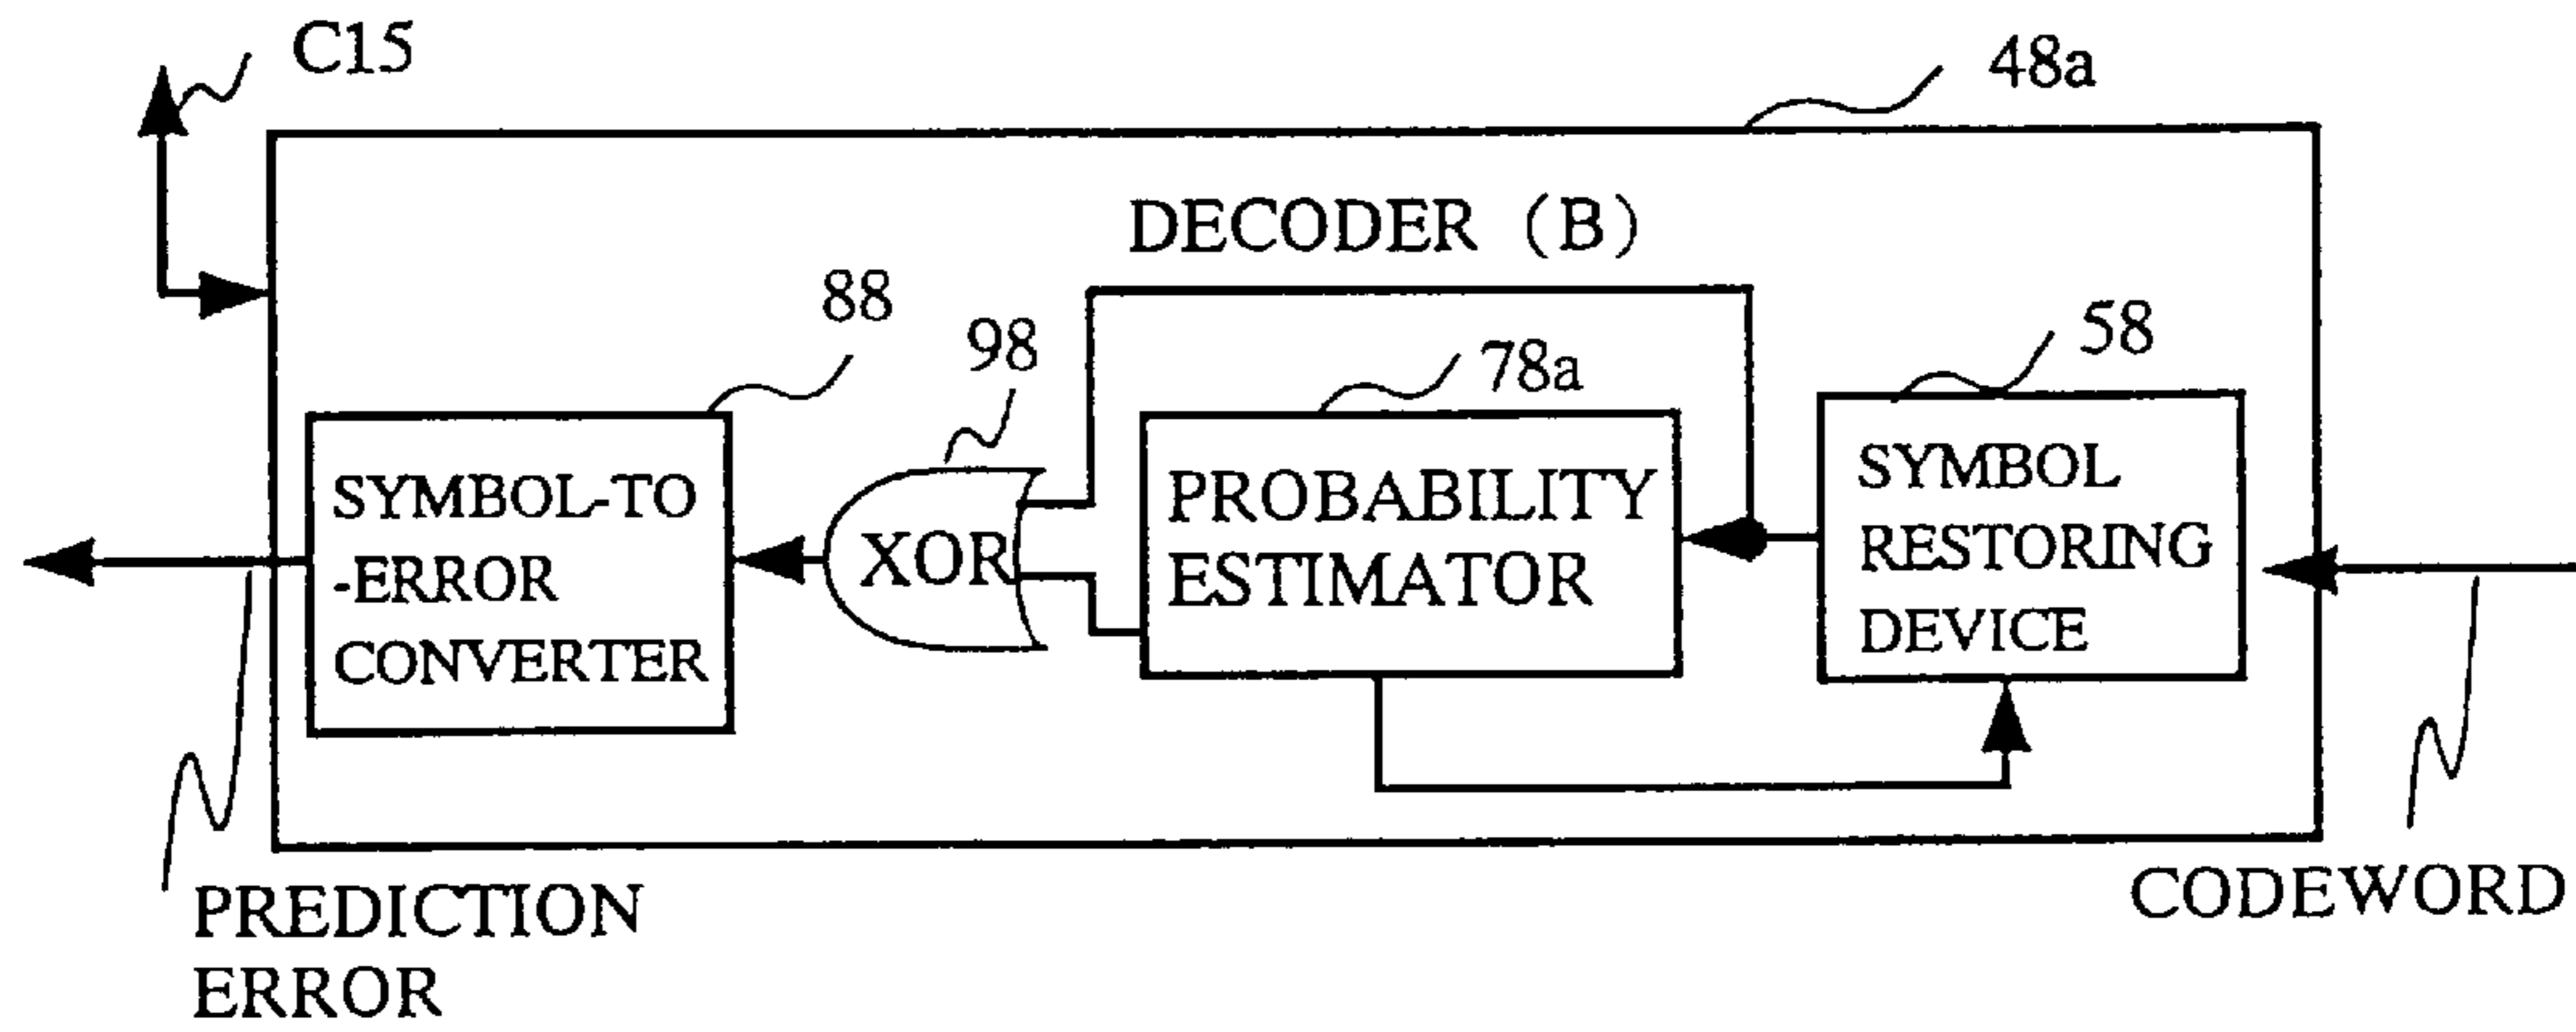 C15
48a
DECODER (B)
88
98
78a
58
SYMBOL-TO
-ERROR
CONVERTER
XOR
PROBABILITY
ESTIMATOR
SYMBOL
RESTORING
DEVICE
PREDICTION
ERROR
CODEWORD